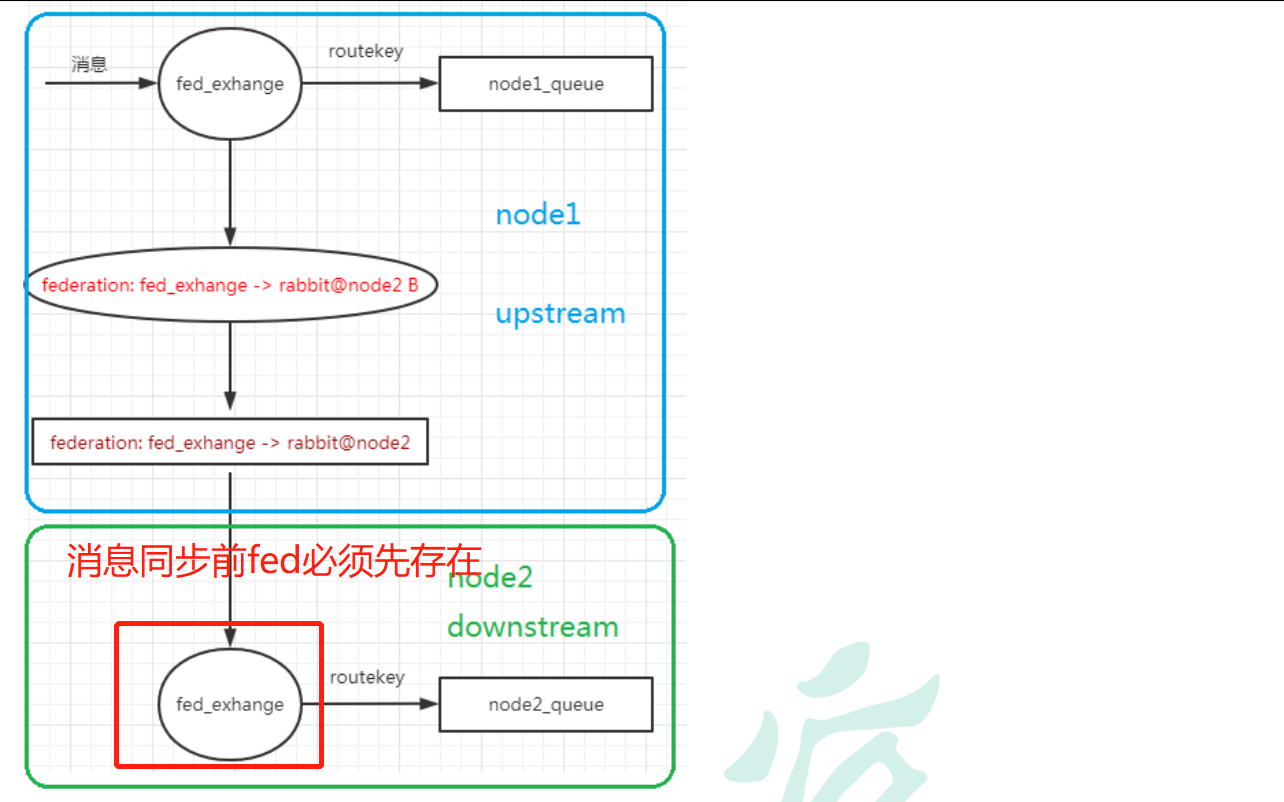 消息
routekey
fed_exhange
node1_queue
node1
federation: fed_exhange -> rabbit@node2 B
upstream
federation: fed_exhange -> rabbit@node2
消息同步前fed必须先存在
node2
downstream
routekey
fed_exhange
node2_queue